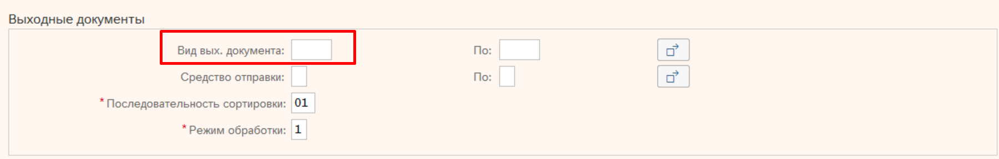 Выходные документы
Вид вых. документа: По:
Средство отправки: По:
* Последовательность сортировки: 01
* Режим обработки: 1